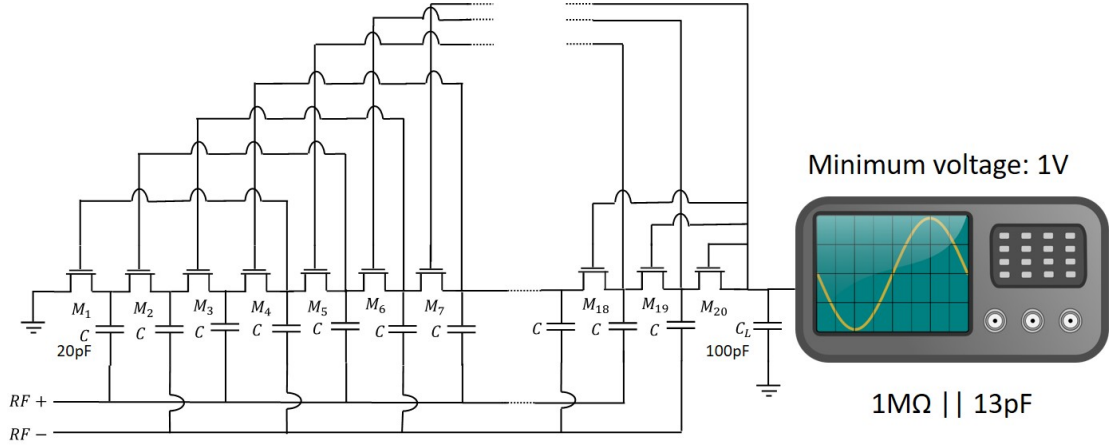 Minimum voltage: 1V
M₁ M₂ M₃ M₄ M₅ M₆ M₇ M₁₈ M₁₉ M₂₀
C C C C C C C C C C C_L
20pF 100pF
RF +
RF −
1MΩ || 13pF